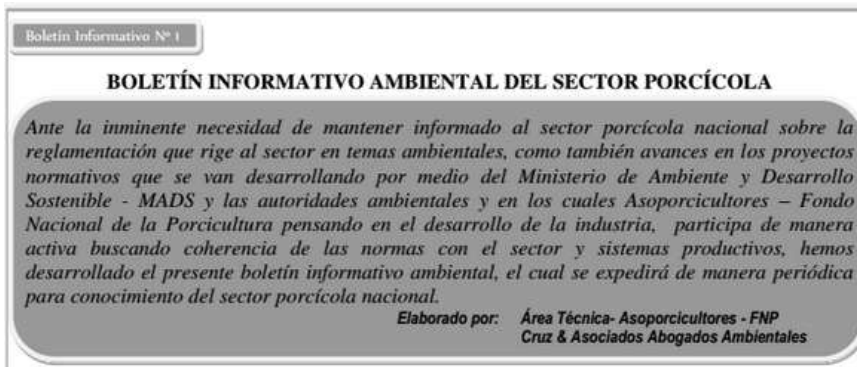 Boletín Informativo Nº 1
BOLETÍN INFORMATIVO AMBIENTAL DEL SECTOR PORCÍCOLA
Ante la inminente necesidad de mantener informado al sector porcícola nacional sobre la
reglamentación que rige al sector en temas ambientales, como también avances en los proyectos
normativos que se van desarrollando por medio del Ministerio de Ambiente y Desarrollo
Sostenible - MADS y las autoridades ambientales y en los cuales Asoporcicultores – Fondo
Nacional de la Porcicultura pensando en el desarrollo de la industria, participa de manera
activa buscando coherencia de las normas con el sector y sistemas productivos, hemos
desarrollado el presente boletín informativo ambiental, el cual se expedirá de manera periódica
para conocimiento del sector porcícola nacional.
Elaborado por: Área Técnica- Asoporcicultores - FNP
Cruz & Asociados Abogados Ambientales